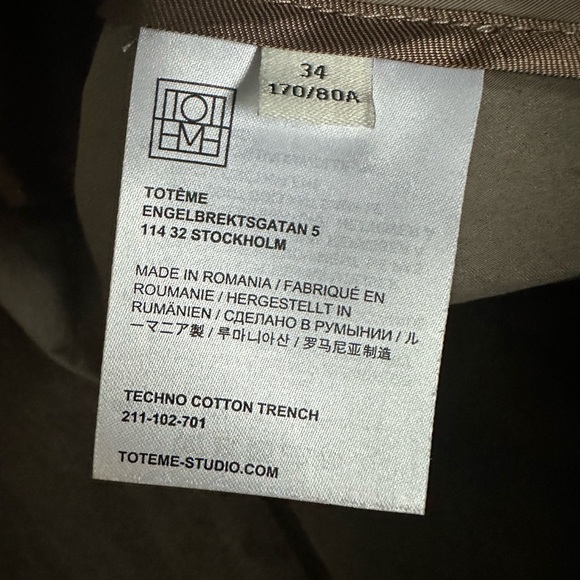 34
170/80A
TOTÊME
TOTÊME
ENGELBREKTSGATAN 5
114 32 STOCKHOLM
MADE IN ROMANIA / FABRIQUÉ EN
ROUMANIE / HERGESTELLT IN
RUMÄNIEN / СДЕЛАНО В РУМЫНИИ / ル
ーマニア製 / 루마니아산 / 罗马尼亚制造
TECHNO COTTON TRENCH
211-102-701
TOTEME-STUDIO.COM